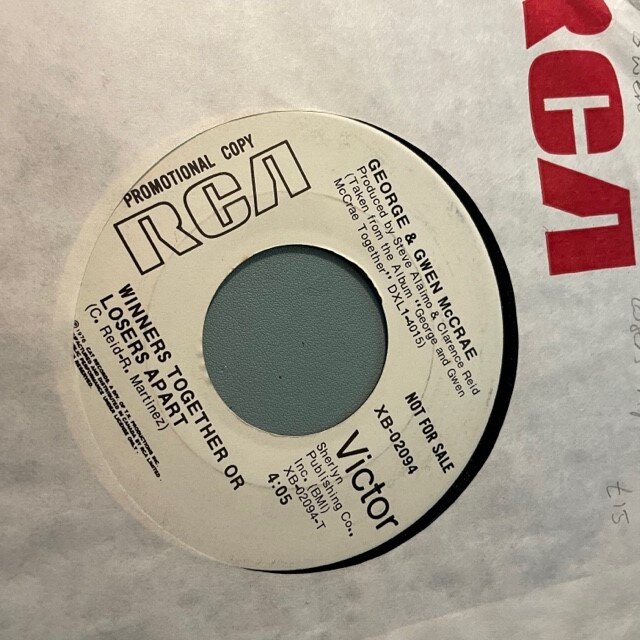 RCA
PROMOTIONAL COPY
RCA
Victor
NOT FOR SALE
XB-02094
Sherlyn
Publishing Co.,
Inc. (BMI)
XB-02094-T
4:05
WINNERS TOGETHER OR
LOSERS APART
(C. Reid-R. Martinez)
GEORGE & GWEN McCRAE
Produced by Steve Alaimo & Clarence Reid
(Taken from the Album "George and Gwen
McCrae Together" DXL1-4015)